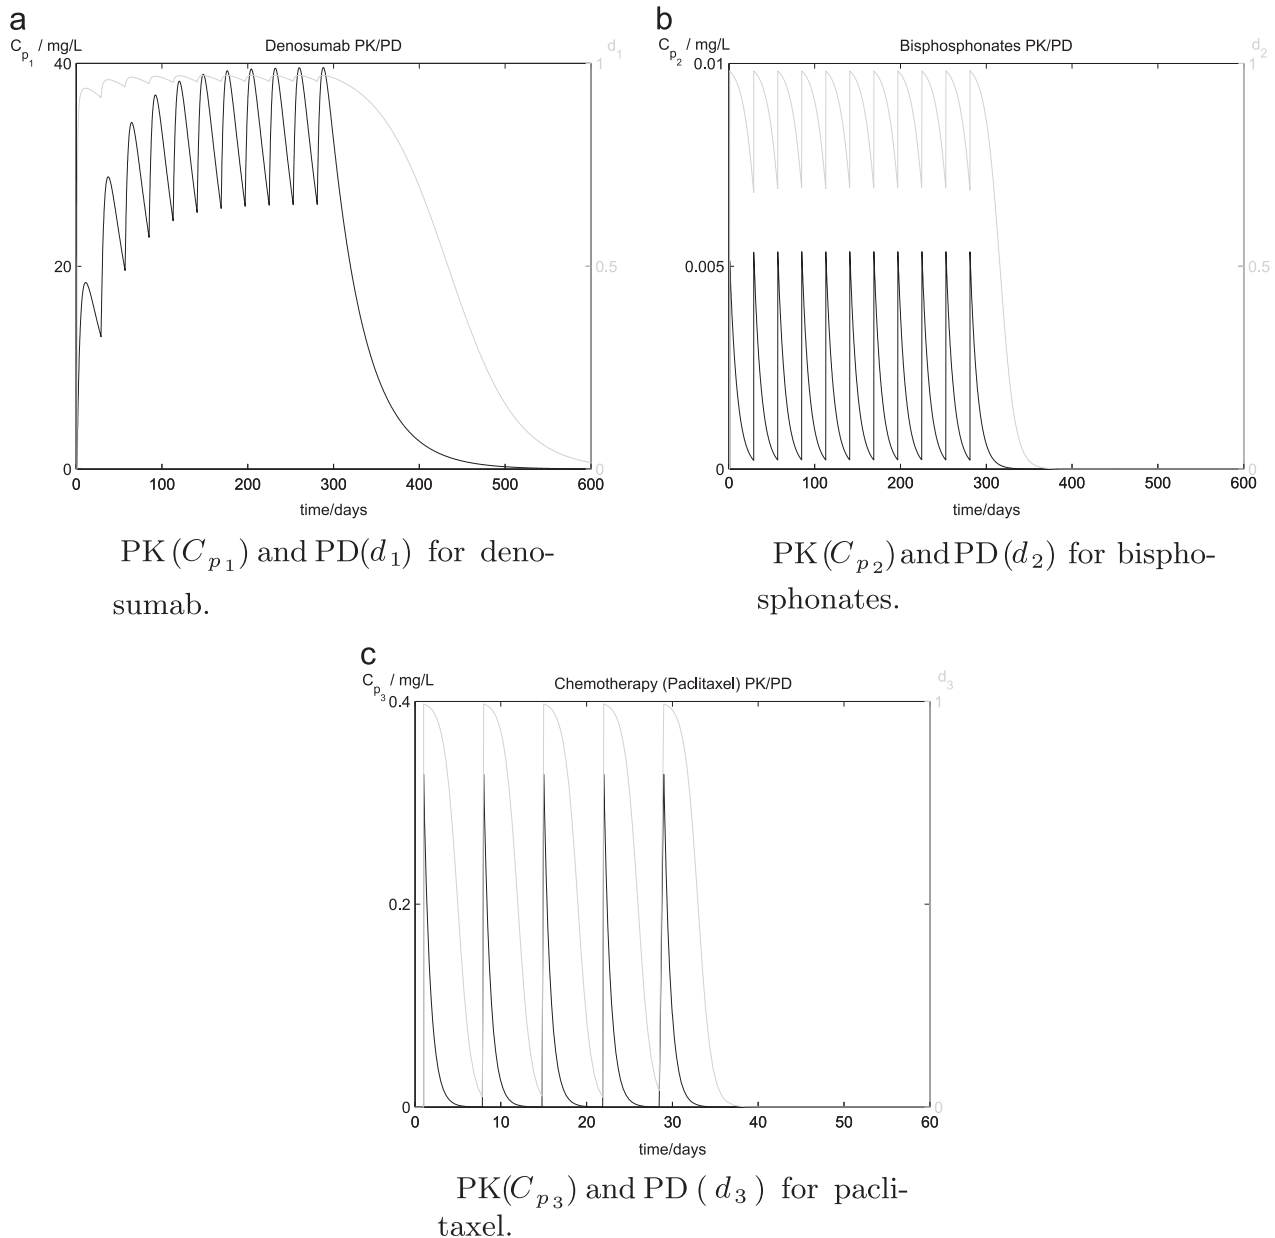 a
C_p1 / mg/L
Denosumab PK/PD
d_1
40
1
20
0.5
0
0
0 100 200 300 400 500 600
time/days
PK(C_p1) and PD(d_1) for deno-
sumab.
b
C_p2 / mg/L
Bisphosphonates PK/PD
d_2
0.01
1
0.005
0.5
0
0
0 100 200 300 400 500 600
time/days
PK(C_p2) and PD(d_2) for bispho-
sphonates.
c
C_p3 / mg/L
Chemotherapy (Paclitaxel) PK/PD
d_3
0.4
1
0.2
0
0
0 10 20 30 40 50 60
time/days
PK(C_p3) and PD(d_3) for pacli-
taxel.